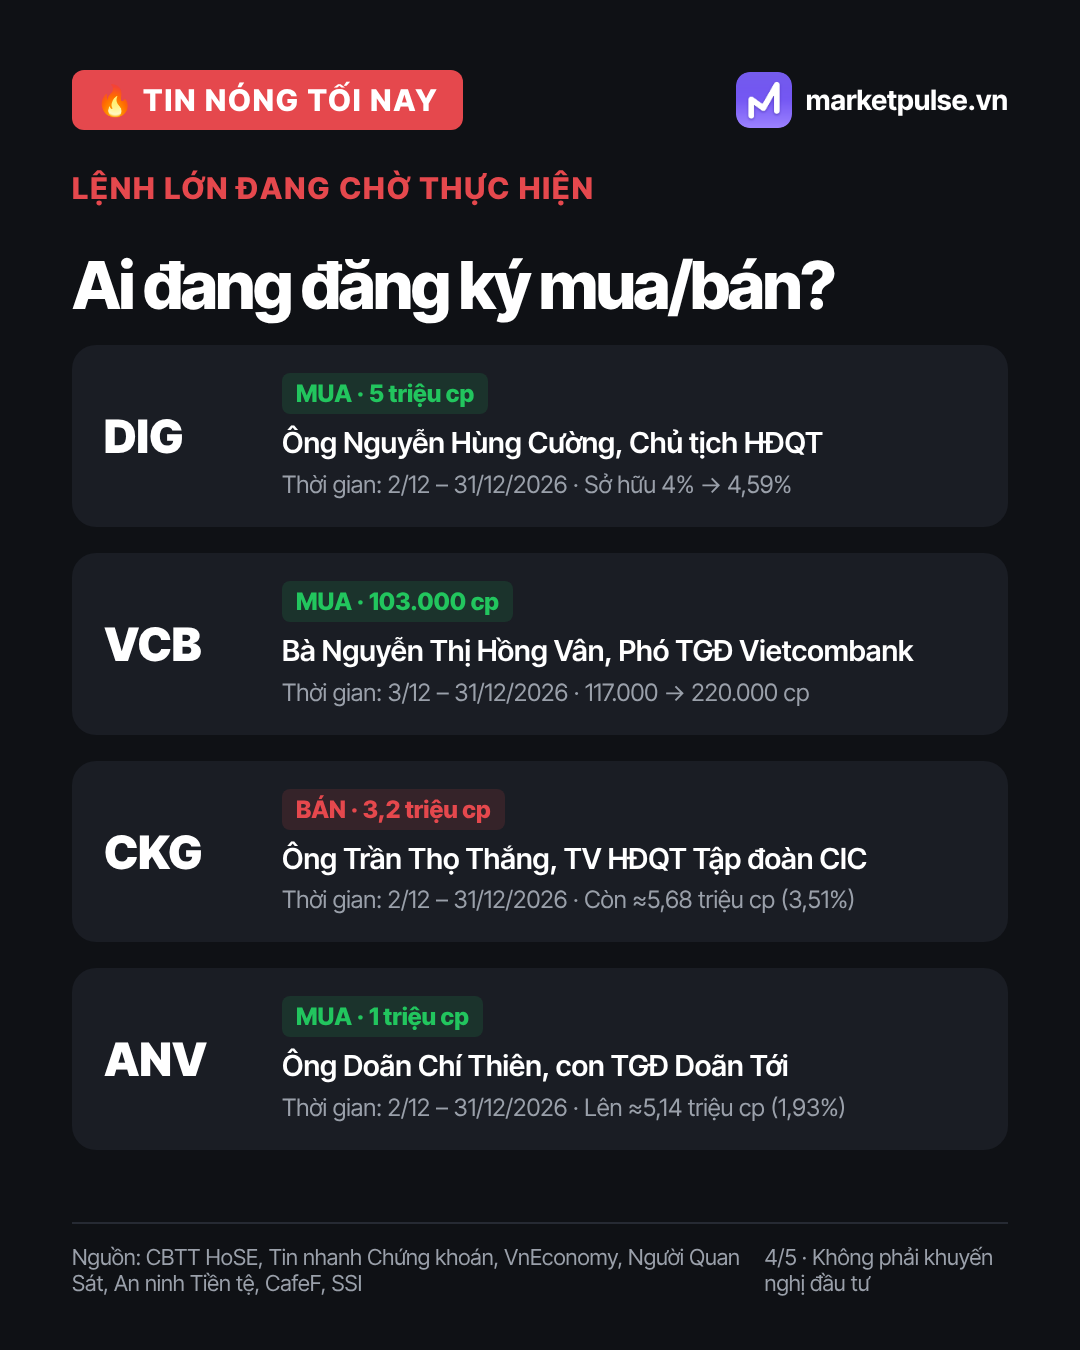 🔥 TIN NÓNG TỐI NAY
marketpulse.vn
LỆNH LỚN ĐANG CHỜ THỰC HIỆN
Ai đang đăng ký mua/bán?
DIG
MUA · 5 triệu cp
Ông Nguyễn Hùng Cường, Chủ tịch HĐQT
Thời gian: 2/12 – 31/12/2026 · Sở hữu 4% → 4,59%
VCB
MUA · 103.000 cp
Bà Nguyễn Thị Hồng Vân, Phó TGĐ Vietcombank
Thời gian: 3/12 – 31/12/2026 · 117.000 → 220.000 cp
CKG
BÁN · 3,2 triệu cp
Ông Trần Thọ Thắng, TV HĐQT Tập đoàn CIC
Thời gian: 2/12 – 31/12/2026 · Còn ≈5,68 triệu cp (3,51%)
ANV
MUA · 1 triệu cp
Ông Doãn Chí Thiên, con TGĐ Doãn Tới
Thời gian: 2/12 – 31/12/2026 · Lên ≈5,14 triệu cp (1,93%)
Nguồn: CBTT HoSE, Tin nhanh Chứng khoán, VnEconomy, Người Quan
Sát, An ninh Tiền tệ, CafeF, SSI
4/5 · Không phải khuyến
nghị đầu tư